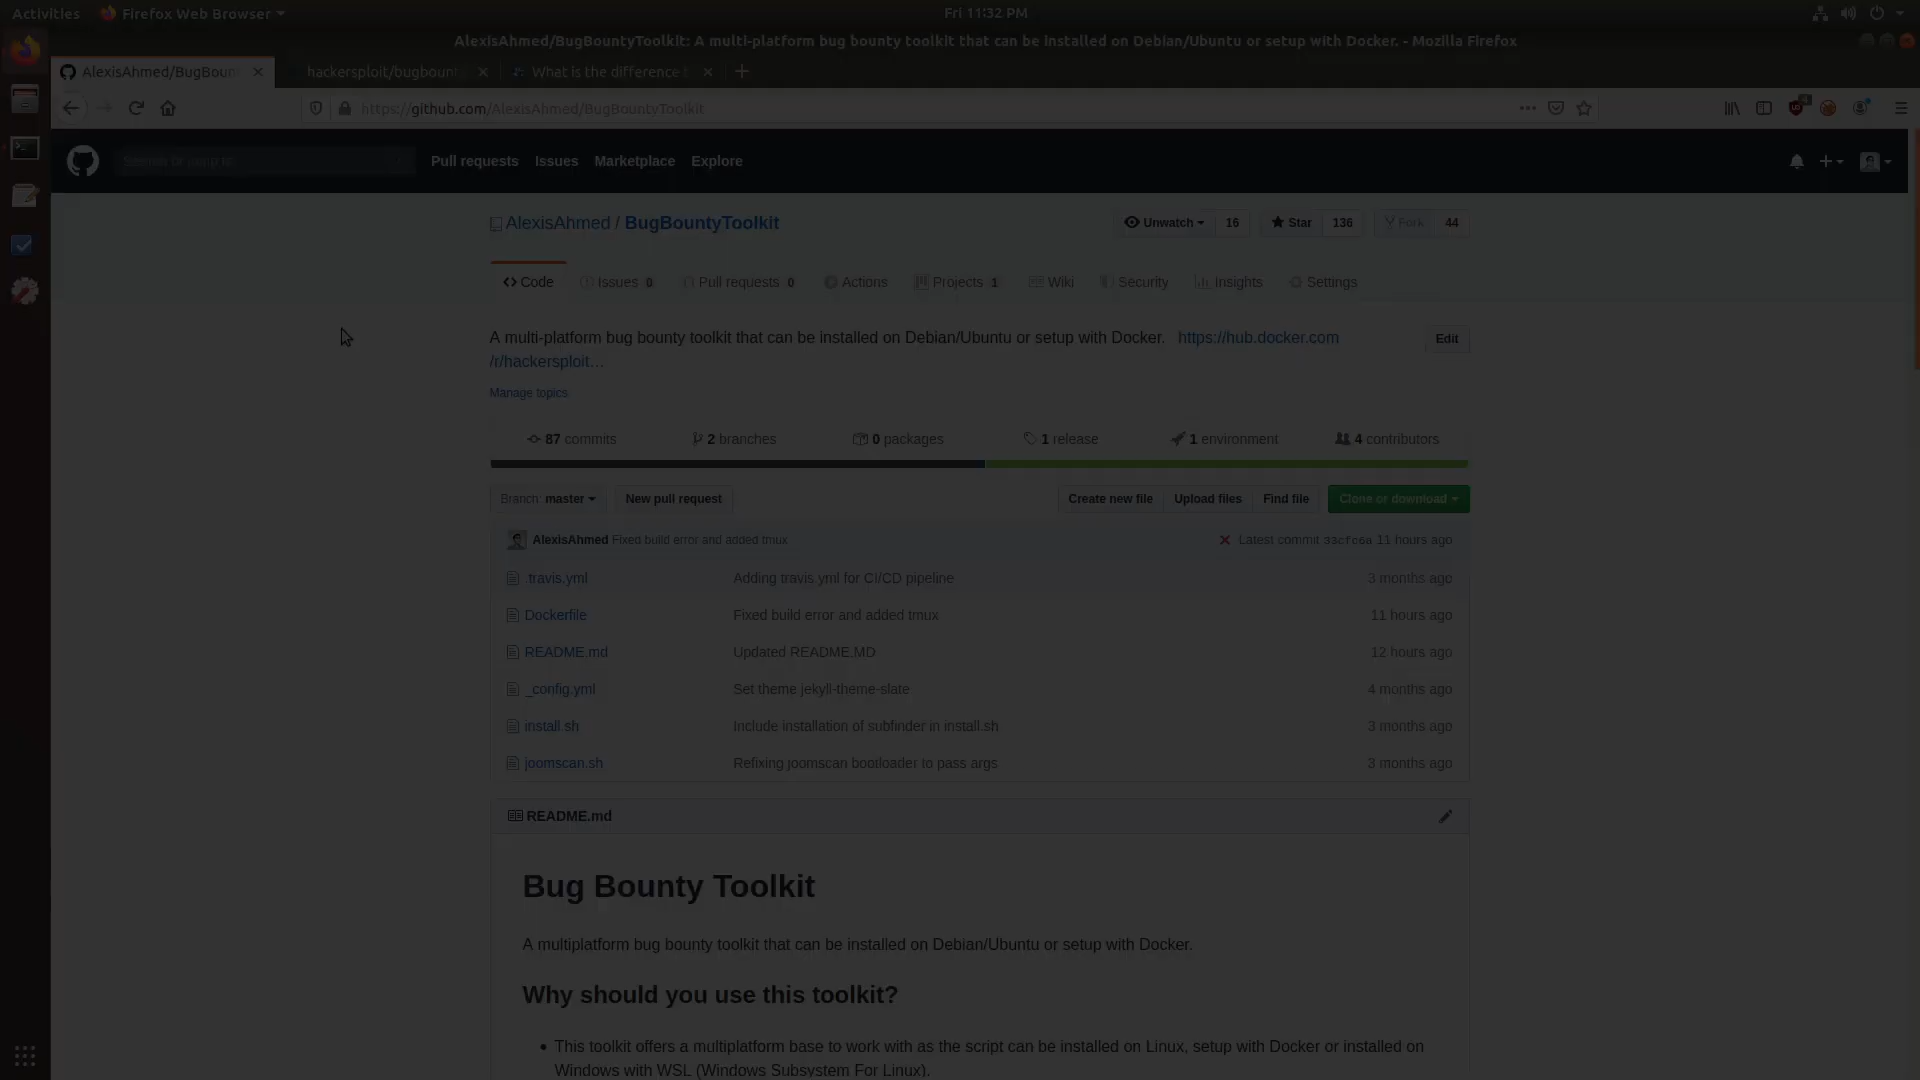 Activities Firefox Web Browser Fri 11:32 PM
AlexisAhmed/BugBountyToolkit: A multi-platform bug bounty toolkit that can be installed on Debian/Ubuntu or setup with Docker. - Mozilla Firefox
AlexisAhmed/BugBoun hackersploit/bugbount What is the difference
https://github.com/AlexisAhmed/BugBountyToolkit
Search or jump to Pull requests Issues Marketplace Explore
AlexisAhmed / BugBountyToolkit Unwatch 16 Star 136 Fork 44
Code Issues 0 Pull requests 0 Actions Projects 1 Wiki Security Insights Settings
A multi-platform bug bounty toolkit that can be installed on Debian/Ubuntu or setup with Docker. https://hub.docker.com
/r/hackersploit… Edit
Manage topics
87 commits 2 branches 0 packages 1 release 1 environment 4 contributors
Branch: master New pull request Create new file Upload files Find file Clone or download
AlexisAhmed Fixed build error and added tmux Latest commit 11 hours ago
.travis.yml Adding travis.yml for CI/CD pipeline 3 months ago
Dockerfile Fixed build error and added tmux 11 hours ago
README.md Updated README.MD 12 hours ago
_config.yml Set theme jekyll-theme-slate 4 months ago
install.sh Include installation of subfinder in install.sh 3 months ago
joomscan.sh Refixing joomscan bootloader to pass args 3 months ago
README.md
Bug Bounty Toolkit
A multiplatform bug bounty toolkit that can be installed on Debian/Ubuntu or setup with Docker.
Why should you use this toolkit?
• This toolkit offers a multiplatform base to work with as the script can be installed on Linux, setup with Docker or installed on
Windows with WSL (Windows Subsystem For Linux).